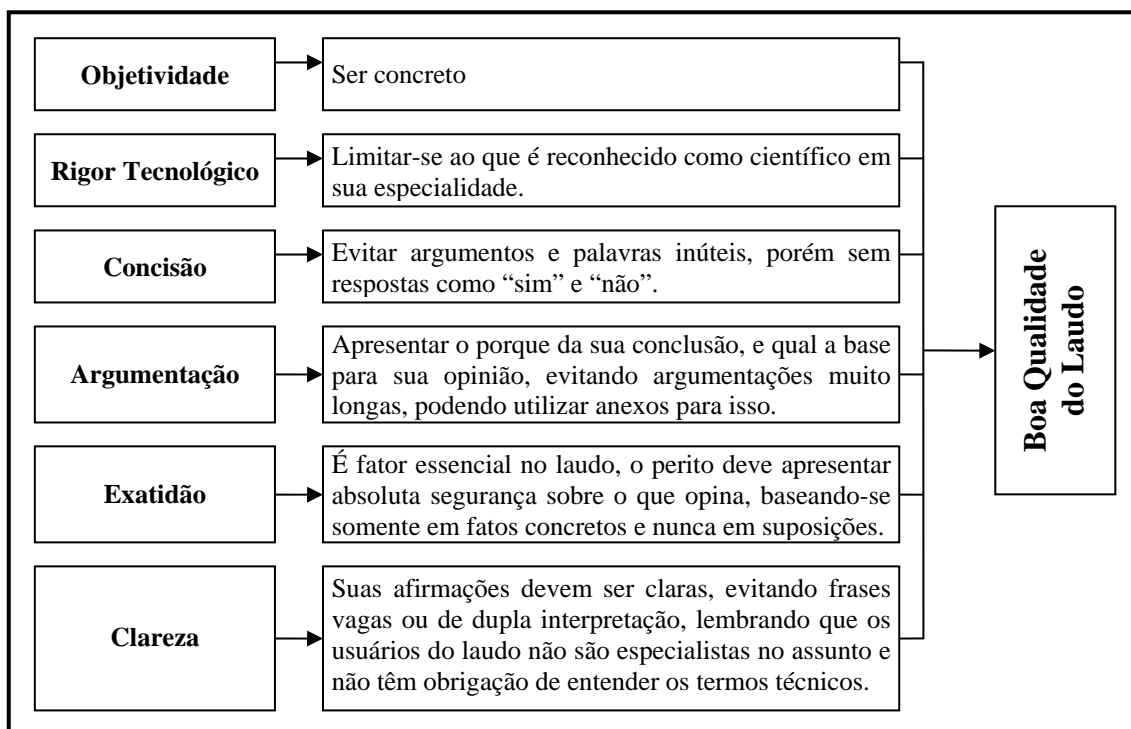 Objetividade
Ser concreto
Rigor Tecnológico
Limitar-se ao que é reconhecido como científico em
sua especialidade.
Concisão
Evitar argumentos e palavras inúteis, porém sem
respostas como “sim” e “não”.
Argumentação
Apresentar o porque da sua conclusão, e qual a base
para sua opinião, evitando argumentações muito
longas, podendo utilizar anexos para isso.
Exatidão
É fator essencial no laudo, o perito deve apresentar
absoluta segurança sobre o que opina, baseando-se
somente em fatos concretos e nunca em suposições.
Clareza
Suas afirmações devem ser claras, evitando frases
vagas ou de dupla interpretação, lembrando que os
usuários do laudo não são especialistas no assunto e
não têm obrigação de entender os termos técnicos.
Boa Qualidade
do Laudo